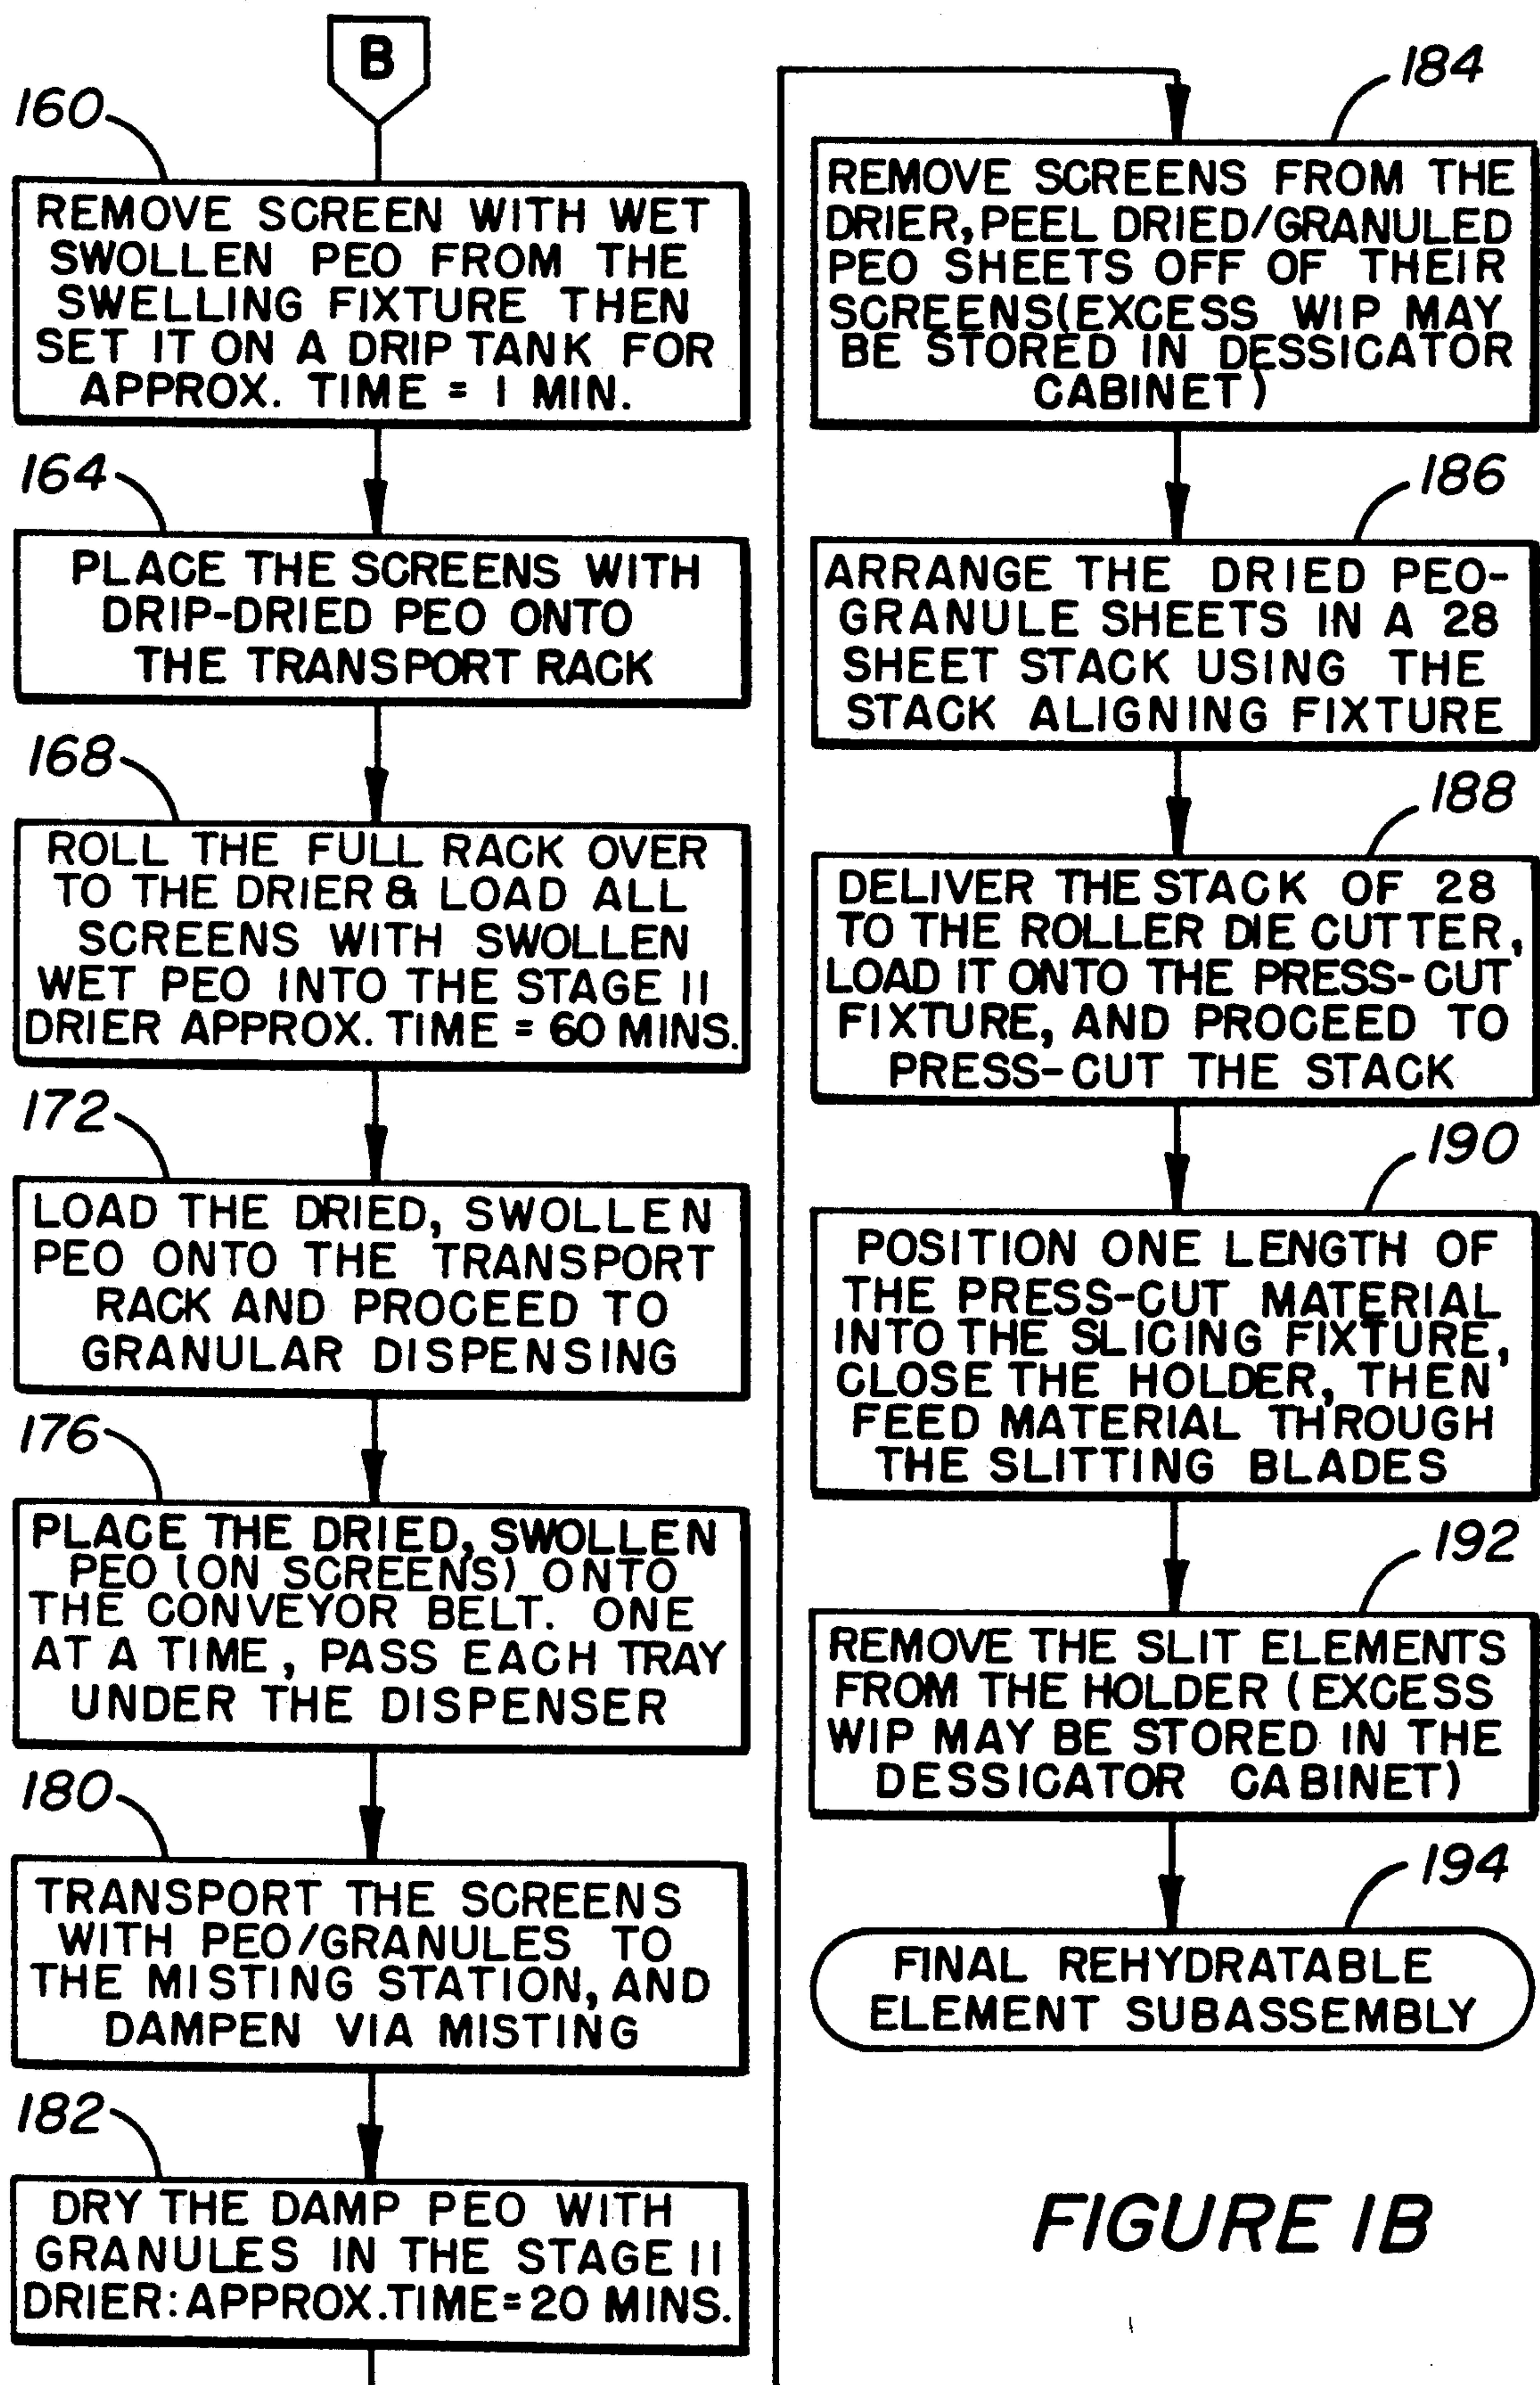 B
160
REMOVE SCREEN WITH WET
SWOLLEN PEO FROM THE
SWELLING FIXTURE THEN
SET IT ON A DRIP TANK FOR
APPROX. TIME = 1 MIN.
164
PLACE THE SCREENS WITH
DRIP-DRIED PEO ONTO
THE TRANSPORT RACK
168
ROLL THE FULL RACK OVER
TO THE DRIER & LOAD ALL
SCREENS WITH SWOLLEN
WET PEO INTO THE STAGE II
DRIER APPROX. TIME = 60 MINS.
172
LOAD THE DRIED, SWOLLEN
PEO ONTO THE TRANSPORT
RACK AND PROCEED TO
GRANULAR DISPENSING
176
PLACE THE DRIED, SWOLLEN
PEO (ON SCREENS) ONTO
THE CONVEYOR BELT. ONE
AT A TIME, PASS EACH TRAY
UNDER THE DISPENSER
180
TRANSPORT THE SCREENS
WITH PEO/GRANULES TO
THE MISTING STATION, AND
DAMPEN VIA MISTING
182
DRY THE DAMP PEO WITH
GRANULES IN THE STAGE II
DRIER: APPROX. TIME = 20 MINS.
184
REMOVE SCREENS FROM THE
DRIER, PEEL DRIED/GRANULED
PEO SHEETS OFF OF THEIR
SCREENS(EXCESS WIP MAY
BE STORED IN DESSICATOR
CABINET)
186
ARRANGE THE DRIED PEO-
GRANULE SHEETS IN A 28
SHEET STACK USING THE
STACK ALIGNING FIXTURE
188
DELIVER THE STACK OF 28
TO THE ROLLER DIE CUTTER,
LOAD IT ONTO THE PRESS-CUT
FIXTURE, AND PROCEED TO
PRESS-CUT THE STACK
190
POSITION ONE LENGTH OF
THE PRESS-CUT MATERIAL
INTO THE SLICING FIXTURE,
CLOSE THE HOLDER, THEN
FEED MATERIAL THROUGH
THE SLITTING BLADES
192
REMOVE THE SLIT ELEMENTS
FROM THE HOLDER (EXCESS
WIP MAY BE STORED IN THE
DESSICATOR CABINET)
194
FINAL REHYDRATABLE
ELEMENT SUBASSEMBLY
FIGURE 1B